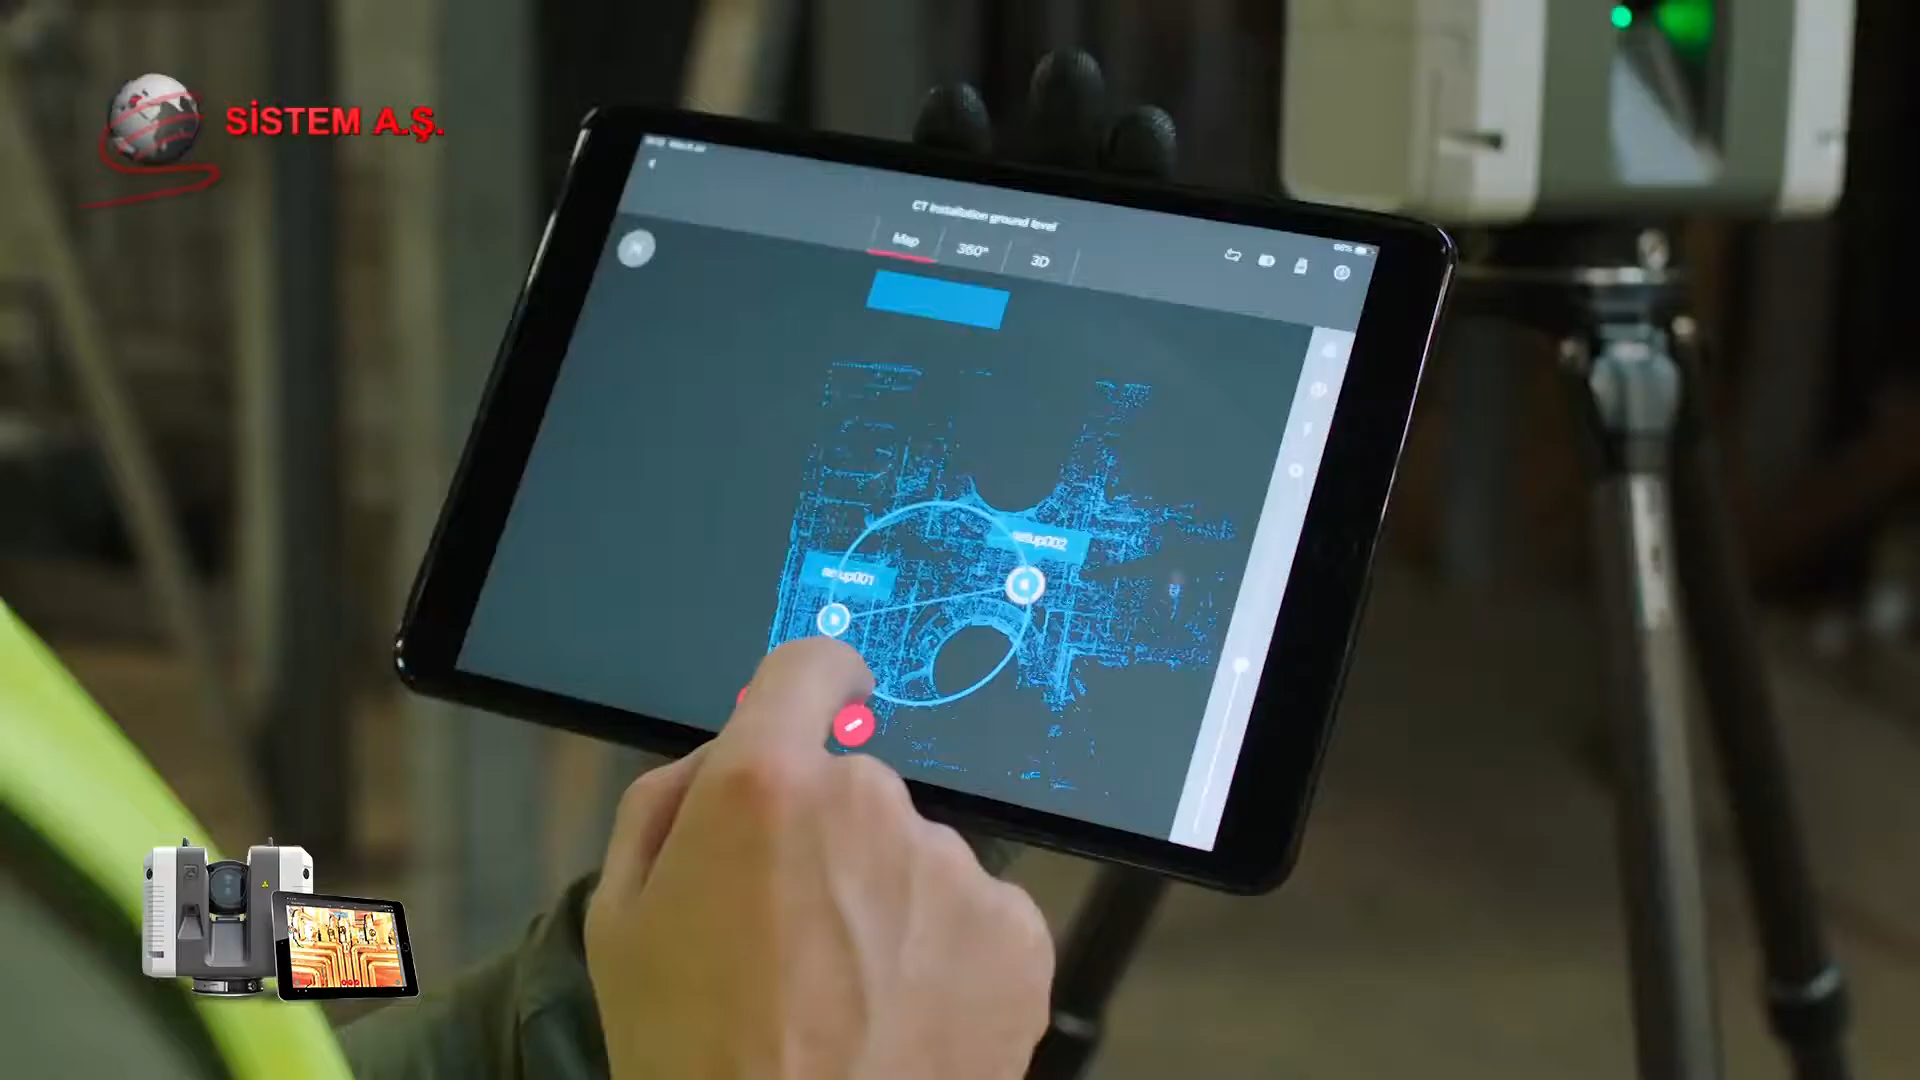 SİSTEM A.Ş.
CT installation ground level
Map
360°
3D
setup002
setup001